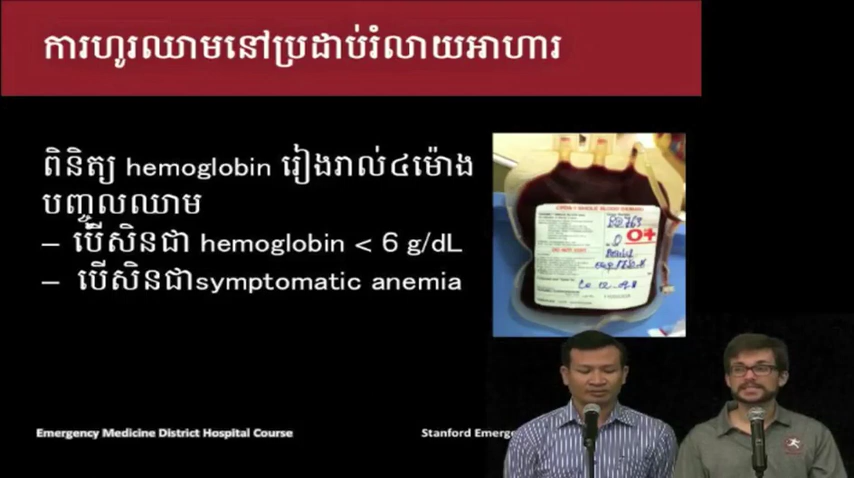 ការហូរឈាមនៅប្រដាប់រំលាយអាហារ
ពិនិត្យ hemoglobin រៀងរាល់៤ម៉ោង
បញ្ចូលឈាម
– បើសិនជា hemoglobin < 6 g/dL
– បើសិនជាsymptomatic anemia
O+
Emergency Medicine District Hospital Course
Stanford Emerge